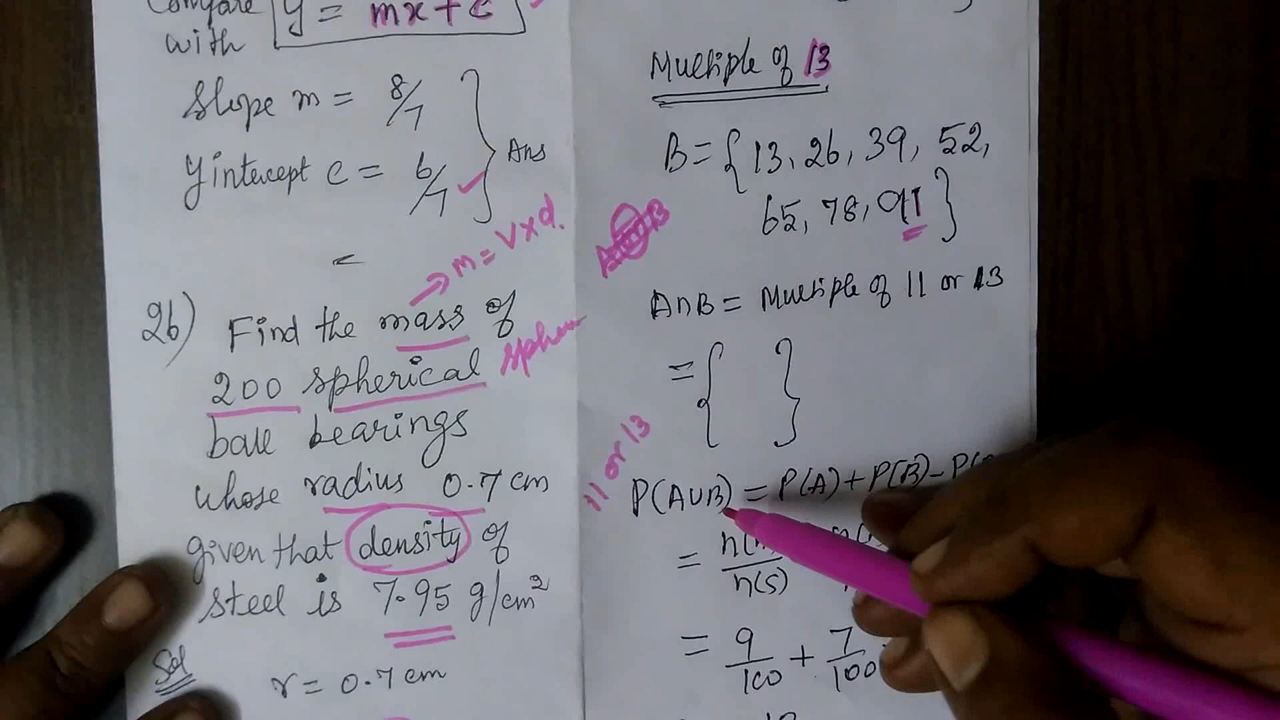 Compare y = mx + c
with
Slope m = 8/7
y intercept c = 6/7 } Ans
→ m = V x d.
26) Find the mass of
200 spherical
ball bearings
whose radius 0.7 cm
given that density of
steel is 7.95 g/cm²
Sol
r = 0.7 cm
Multiple of 13
B = { 13, 26, 39, 52,
65, 78, 91 }
A∩B = Multiple of 11 or 13
= { }
11 or 13
P(A∪B) = P(A) + P(B) - P(
n(S)
= 9/100 + 7/100